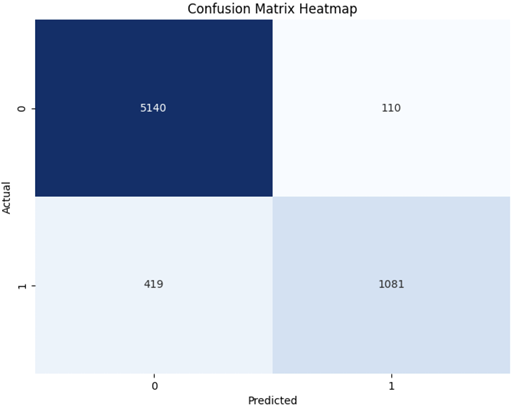 Confusion Matrix Heatmap
0
5140
110
Actual
1
419
1081
0
1
Predicted